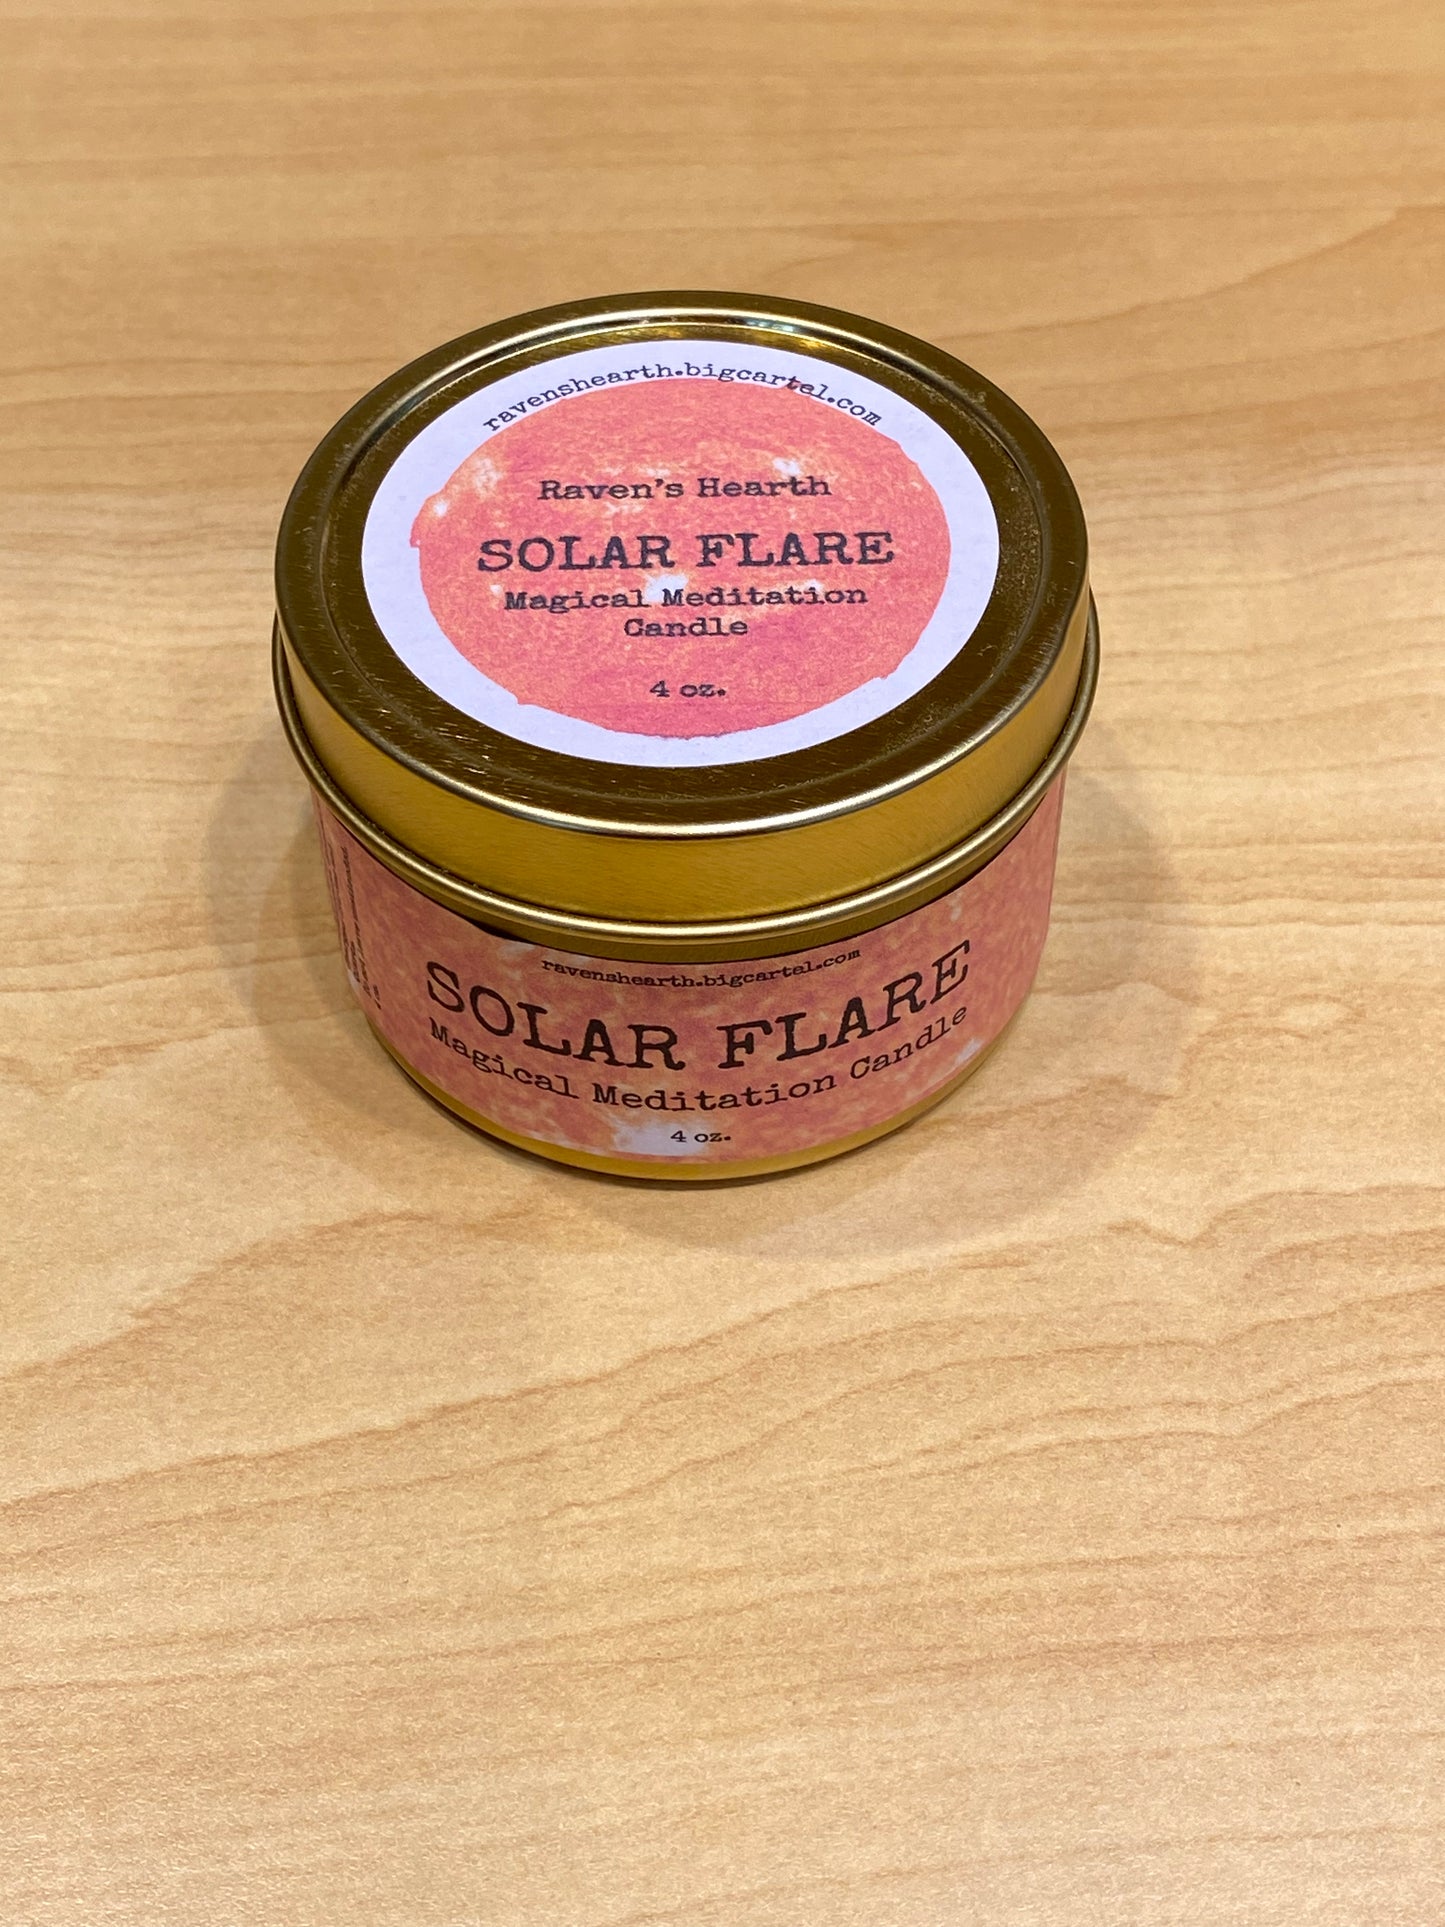 ravenshearth.bigcartel.com
Raven's Hearth
SOLAR FLARE
Magical Meditation
Candle
4 oz.
ravenshearth.bigcartel.com
SOLAR FLARE
Magical Meditation Candle
4 oz.